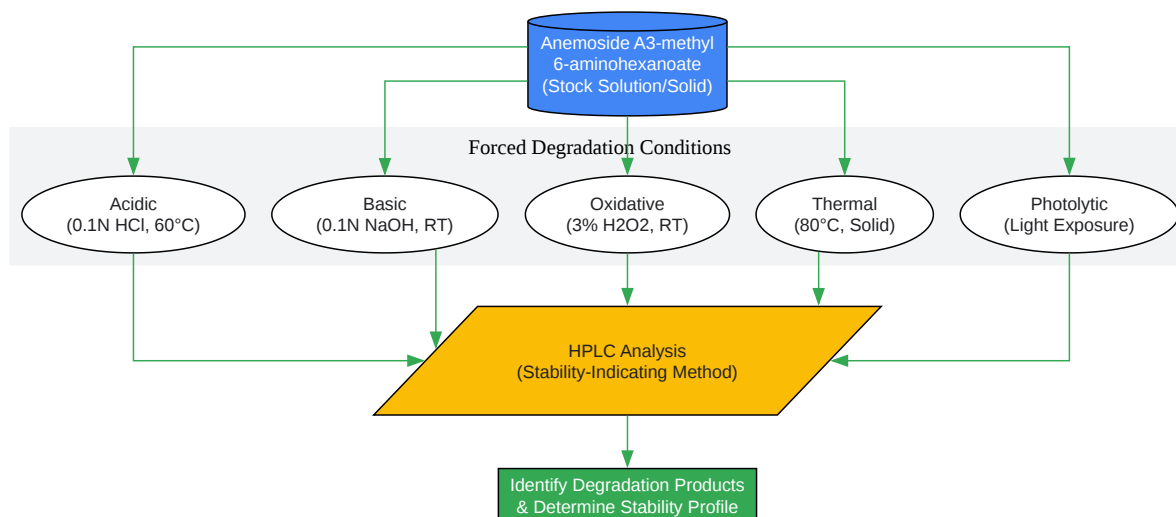 Anemoside A3-methyl
6-aminohexanoate
(Stock Solution/Solid)
Forced Degradation Conditions
Acidic
(0.1N HCl, 60°C)
Basic
(0.1N NaOH, RT)
Oxidative
(3% H2O2, RT)
Thermal
(80°C, Solid)
Photolytic
(Light Exposure)
HPLC Analysis
(Stability-Indicating Method)
Identify Degradation Products
& Determine Stability Profile